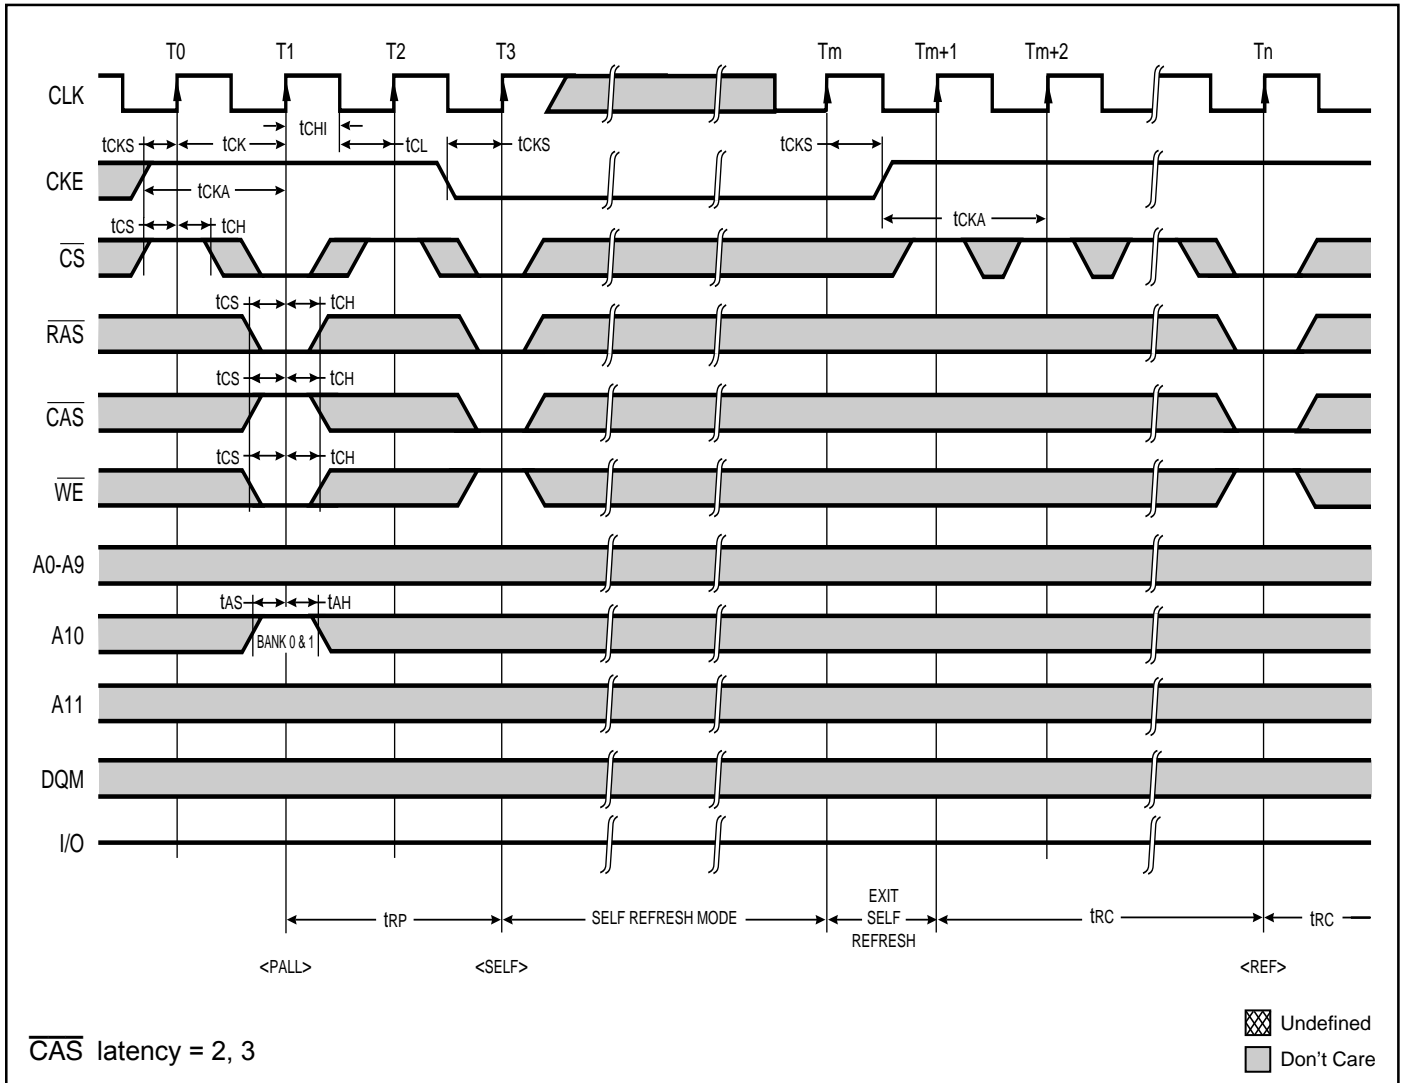 T0 T1 T2 T3 Tm Tm+1 Tm+2 Tn
CLK
tCHI
tCKS tCK tCL tCKS tCKS
CKE
tCKA tCKA
tCS tCH
CS
tCS tCH
RAS
tCS tCH
CAS
tCS tCH
WE
A0-A9
tAS tAH
A10 BANK 0 & 1
A11
DQM
I/O
tRP SELF REFRESH MODE EXIT SELF REFRESH tRC tRC
<PALL> <SELF> <REF>
Undefined
CAS latency = 2, 3
Don't Care